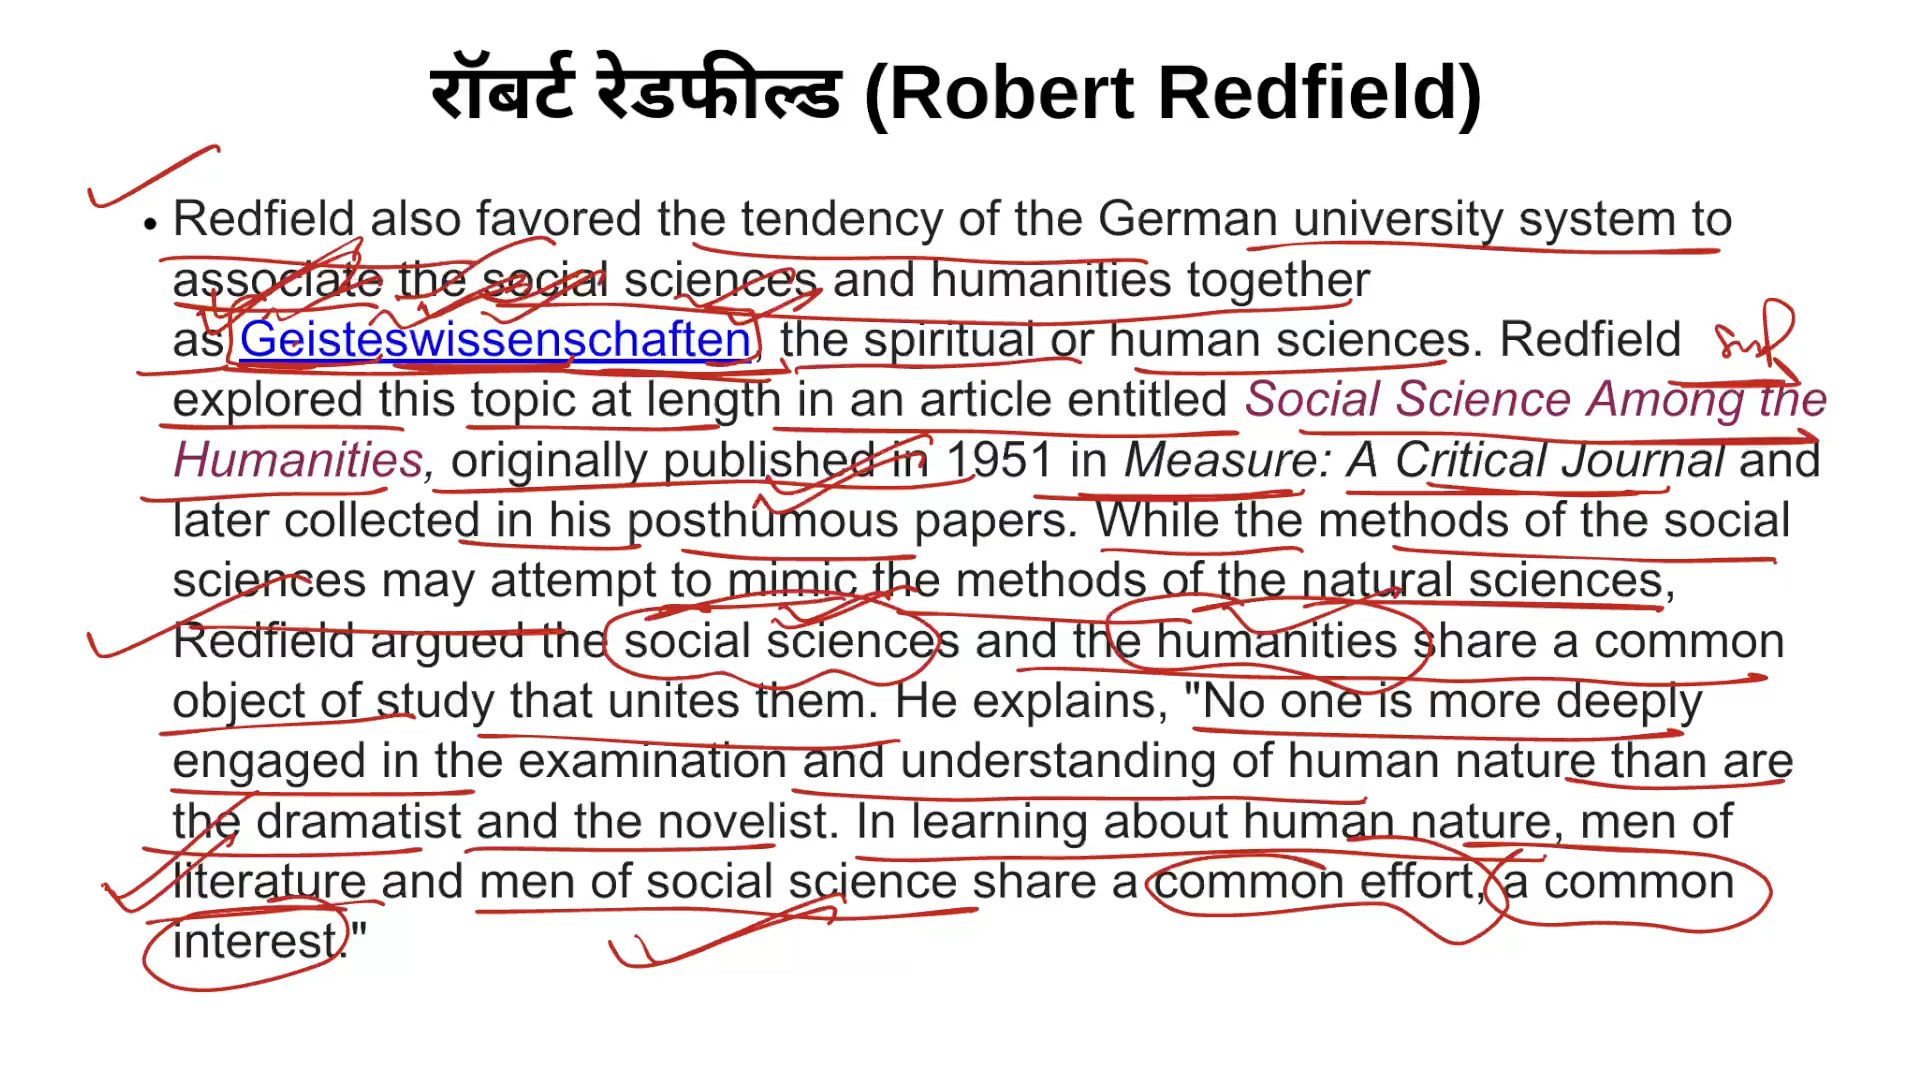 रॉबर्ट रेडफील्ड (Robert Redfield)
• Redfield also favored the tendency of the German university system to
associate the social sciences and humanities together
as Geisteswissenschaften, the spiritual or human sciences. Redfield
explored this topic at length in an article entitled Social Science Among the
Humanities, originally published in 1951 in Measure: A Critical Journal and
later collected in his posthumous papers. While the methods of the social
sciences may attempt to mimic the methods of the natural sciences,
Redfield argued the social sciences and the humanities share a common
object of study that unites them. He explains, "No one is more deeply
engaged in the examination and understanding of human nature than are
the dramatist and the novelist. In learning about human nature, men of
literature and men of social science share a common effort, a common
interest."